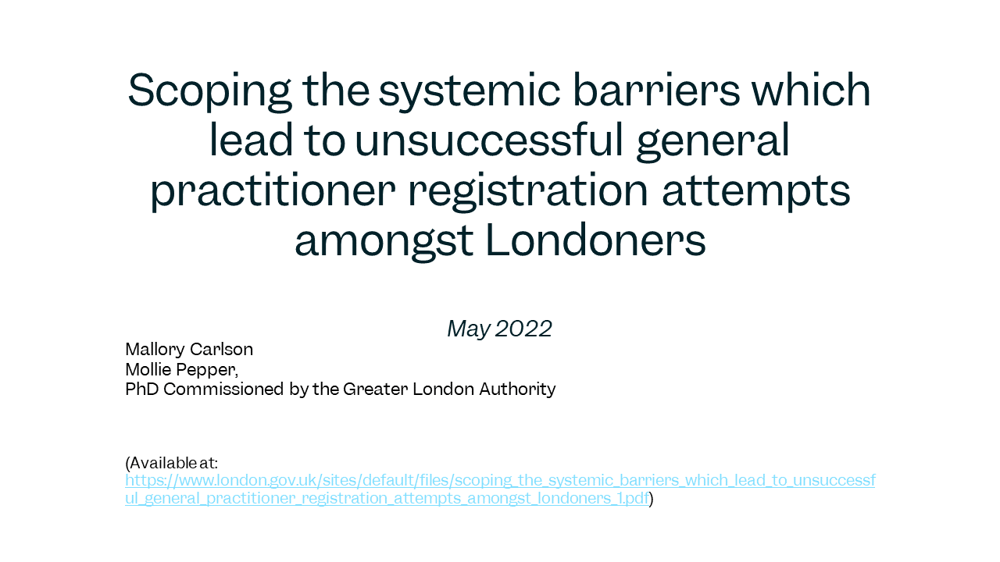 Scoping the systemic barriers which
lead to unsuccessful general
practitioner registration attempts
amongst Londoners
May 2022
Mallory Carlson
Mollie Pepper,
PhD Commissioned by the Greater London Authority
(Available at:
https://www.london.gov.uk/sites/default/files/scoping_the_systemic_barriers_which_lead_to_unsuccessf
ul_general_practitioner_registration_attempts_amongst_londoners_1.pdf)